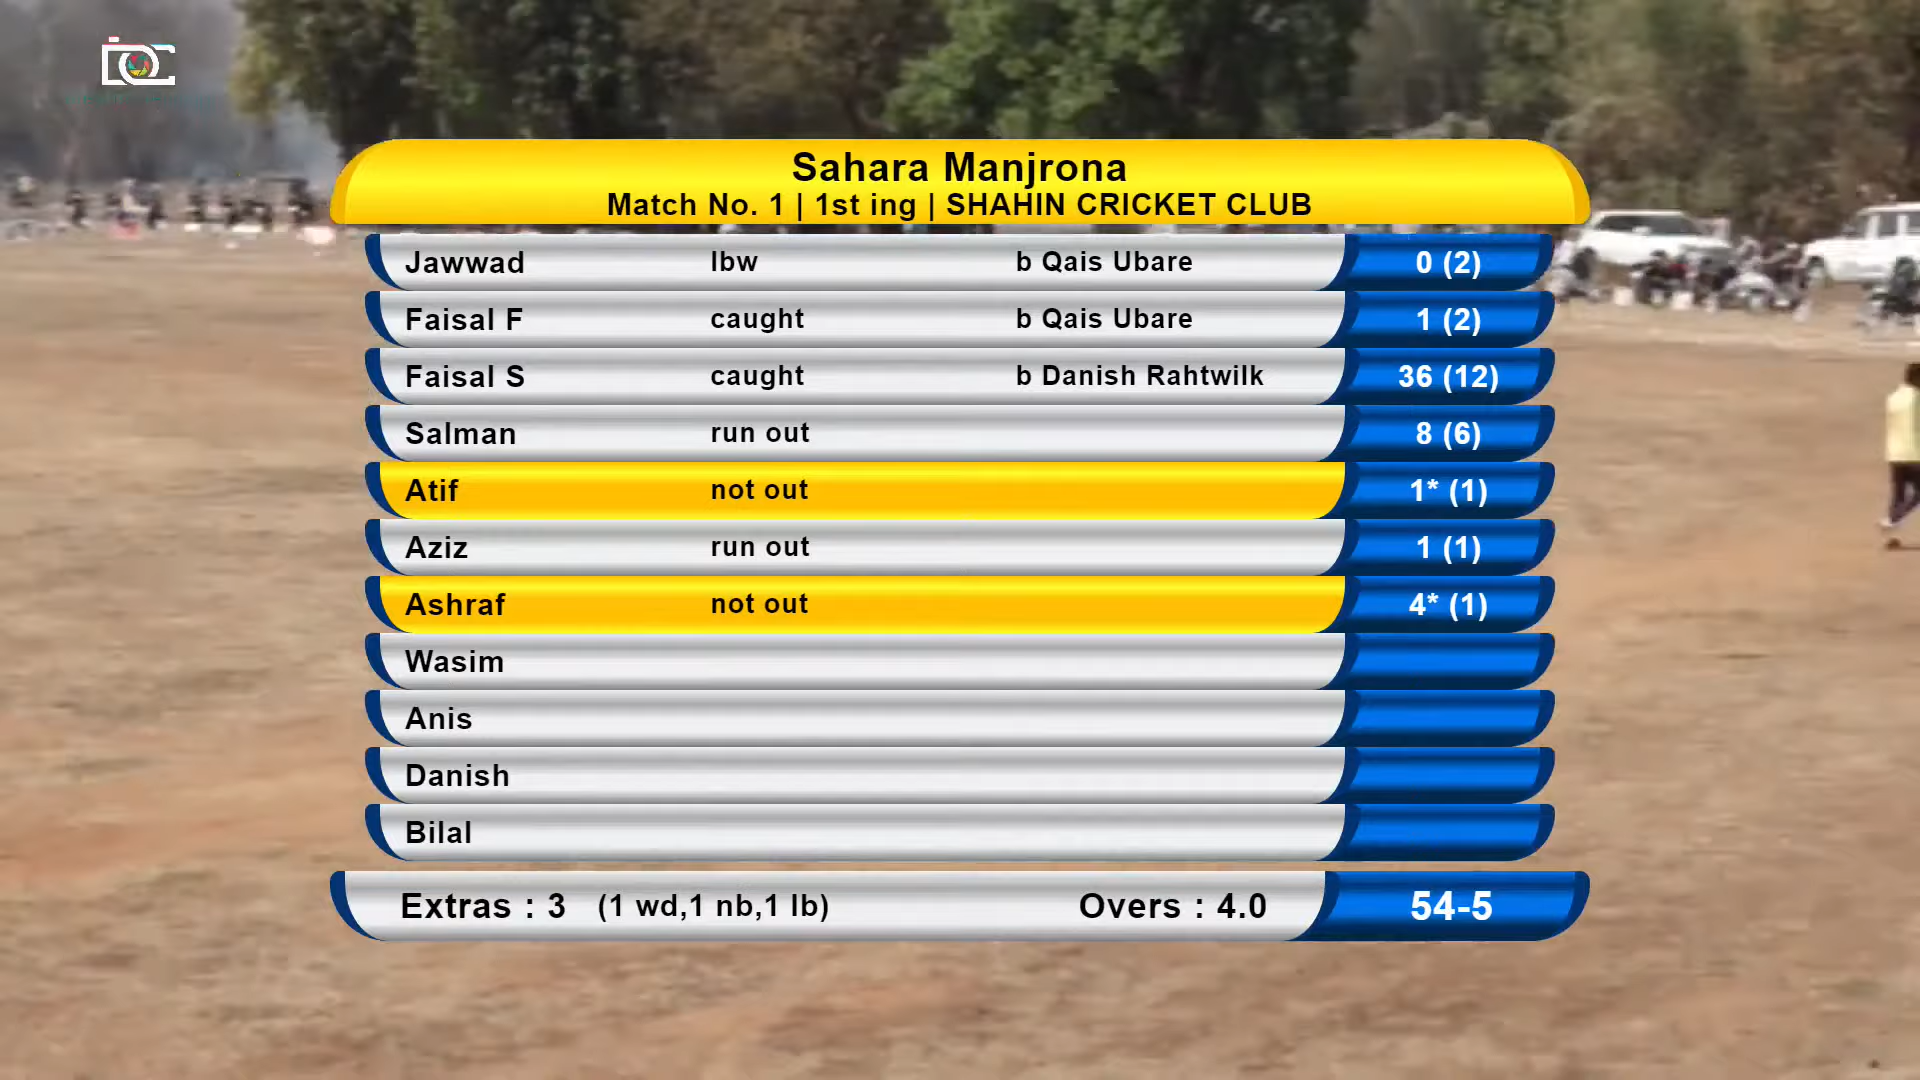 DC
Sahara Manjrona
Match No. 1 | 1st ing | SHAHIN CRICKET CLUB
Jawwad lbw b Qais Ubare 0 (2)
Faisal F caught b Qais Ubare 1 (2)
Faisal S caught b Danish Rahtwilk 36 (12)
Salman run out 8 (6)
Atif not out 1* (1)
Aziz run out 1 (1)
Ashraf not out 4* (1)
Wasim
Anis
Danish
Bilal
Extras : 3 (1 wd,1 nb,1 lb) Overs : 4.0 54-5